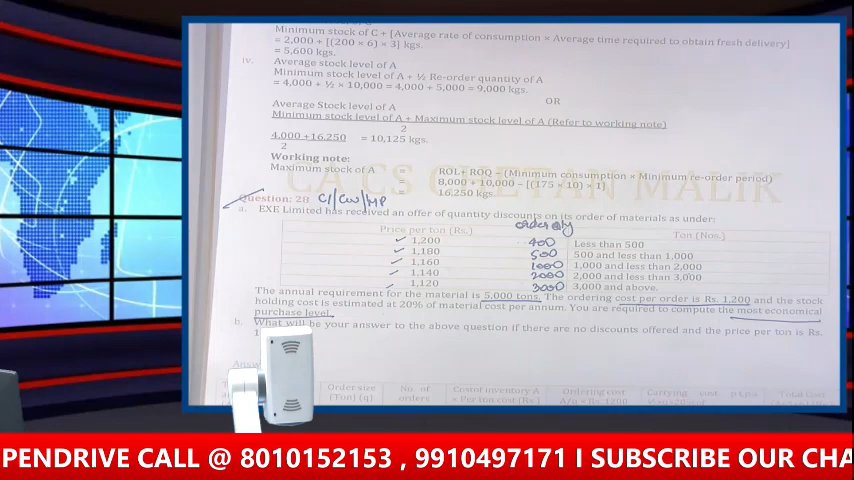 Minimum stock of C + [Average rate of consumption × Average time required to obtain fresh delivery]
= 2,000 + [(200 × 6) × 3] kgs.
= 5,600 kgs.
iv. Average stock level of A
Minimum stock level of A + ½ Re-order quantity of A
= 4,000 + ½ × 10,000 = 4,000 + 5,000 = 9,000 kgs.
OR
Average Stock level of A
Minimum stock level of A + Maximum stock level of A (Refer to working note)
2
4,000 +16,250 = 10,125 kgs.
2
Working note:
Maximum stock of A = ROL+ ROQ – (Minimum consumption × Minimum re-order period)
= 8,000 + 10,000 – [(175 × 10) × 1]
= 16,250 kgs.
CA CS CHETAN MALIK
Question: 28 CI/CW/HP
a. EXE Limited has received an offer of quantity discounts on its order of materials as under:
Price per ton (Rs.) order Qty Ton (Nos.)
1,200 400 Less than 500
1,180 500 500 and less than 1,000
1,160 1000 1,000 and less than 2,000
1,140 2000 2,000 and less than 3,000
1,120 3000 3,000 and above.
The annual requirement for the material is 5,000 tons. The ordering cost per order is Rs. 1,200 and the stock
holding cost is estimated at 20% of material cost per annum. You are required to compute the most economical
purchase level.
b. What will be your answer to the above question if there are no discounts offered and the price per ton is Rs.
Order size No. of Cost of inventory A Ordering cost Carrying cost p.t.p.a Total Cost
(Ton) (q) orders × Per ton cost (Rs.) A/q × Rs. 1200
PENDRIVE CALL @ 8010152153 , 9910497171 I SUBSCRIBE OUR CHA